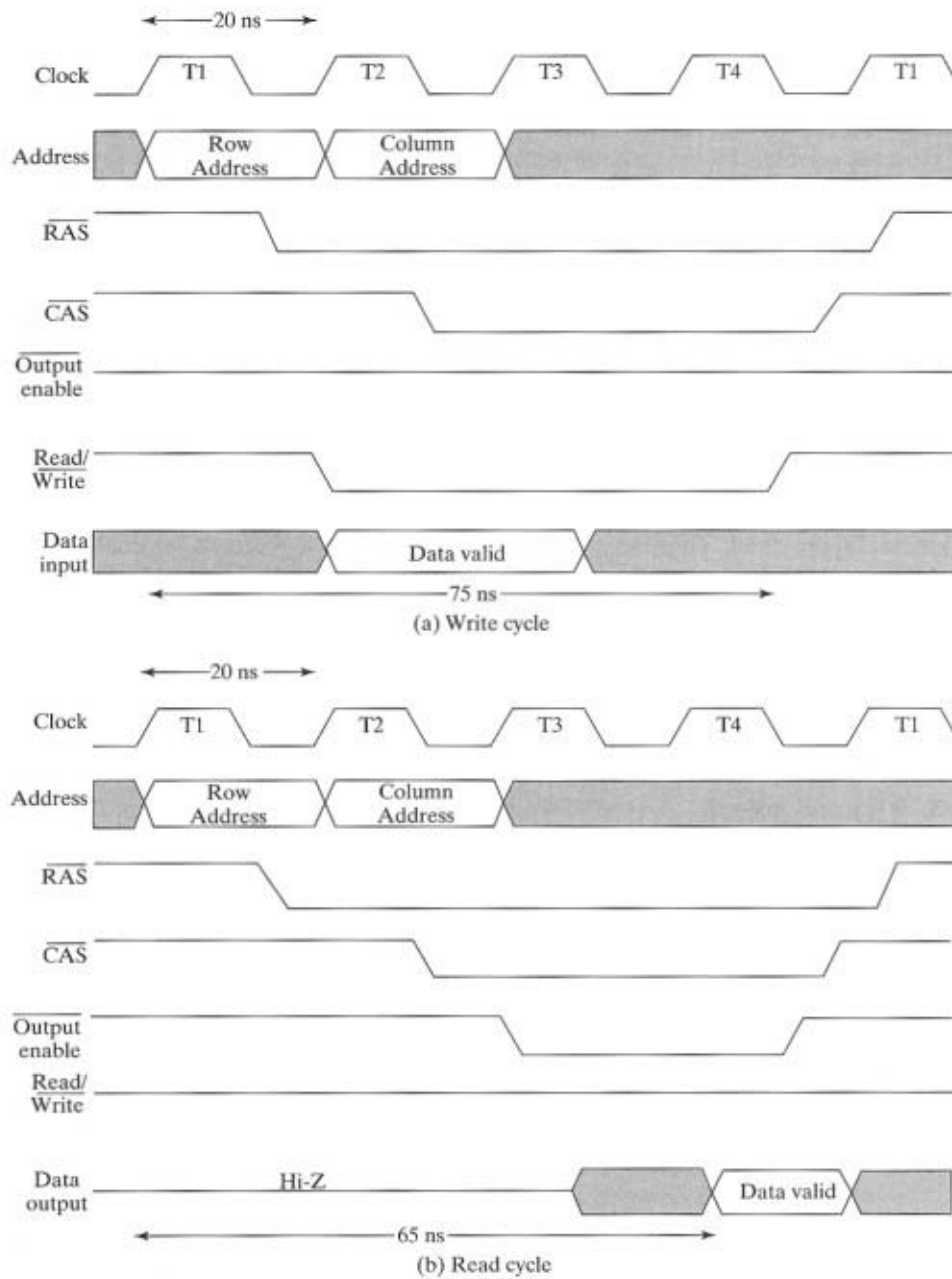 20 ns
Clock T1 T2 T3 T4 T1
Address Row Address Column Address
RAS
CAS
Output enable
Read/
Write
Data input Data valid
75 ns
(a) Write cycle
20 ns
Clock T1 T2 T3 T4 T1
Address Row Address Column Address
RAS
CAS
Output enable
Read/
Write
Data output Hi-Z Data valid
65 ns
(b) Read cycle